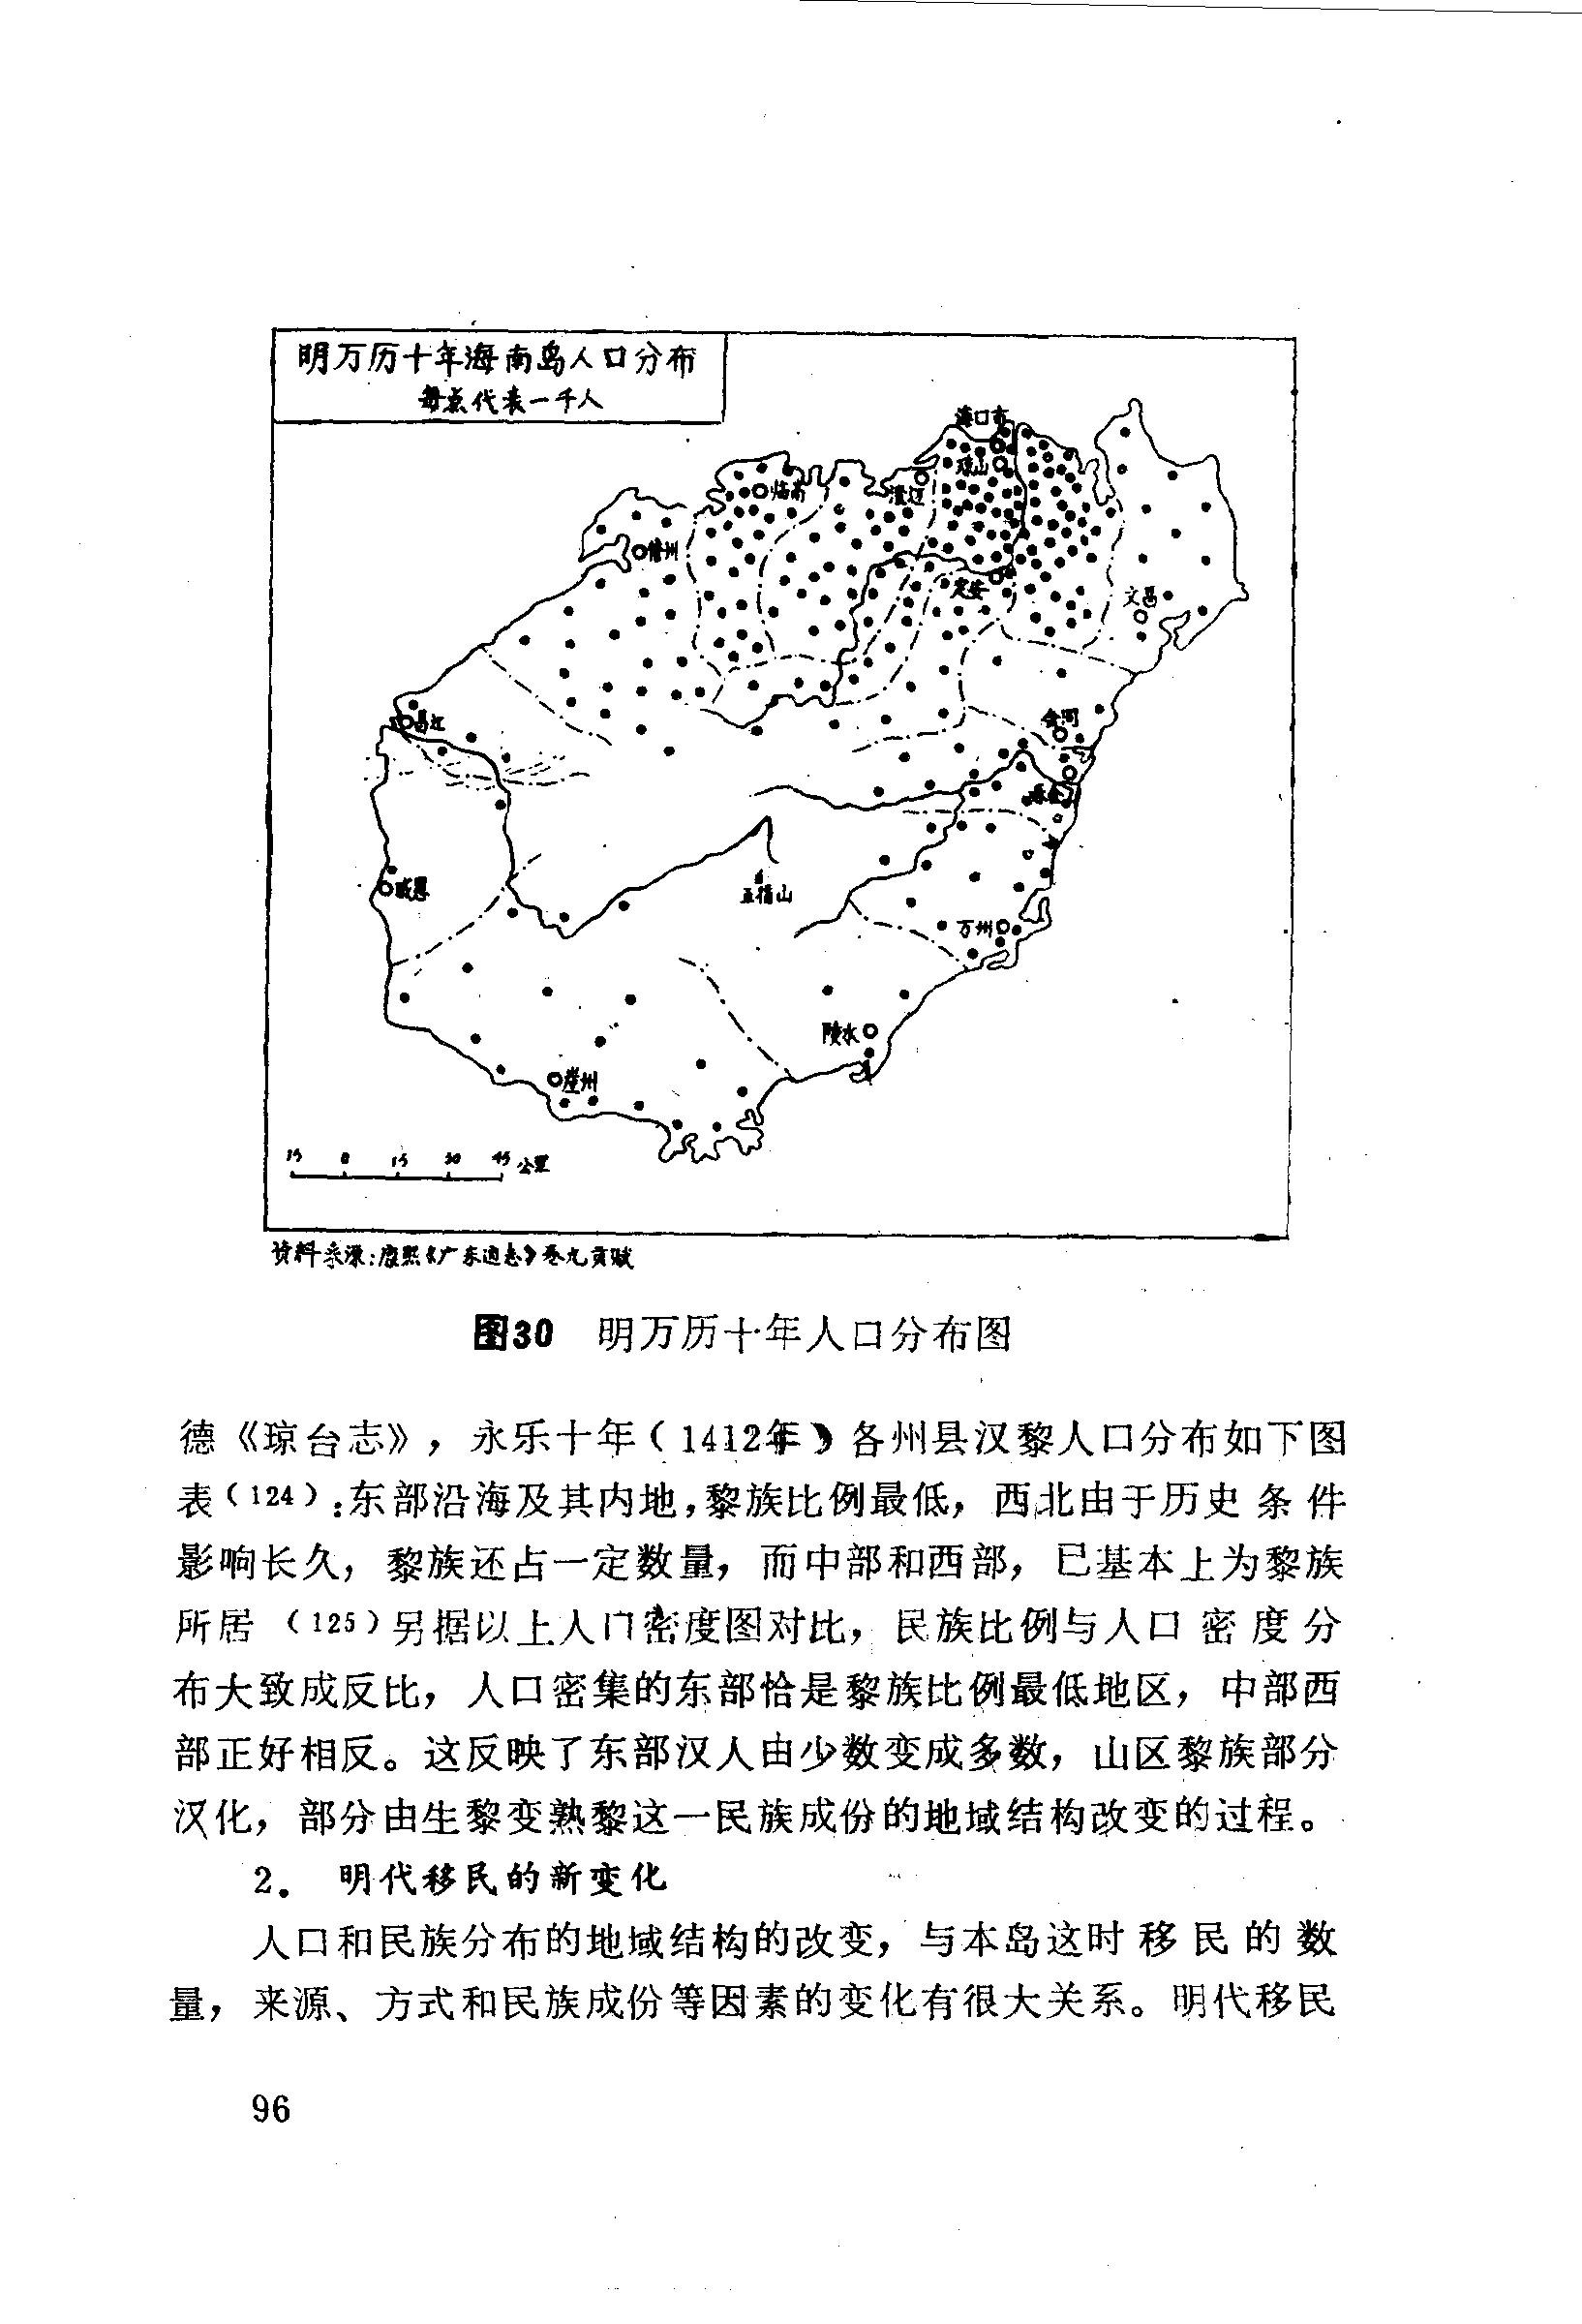 明万历十年海南岛人口分布
每点代表一千人
海口市
琼山
临高
澄迈
儋州
定安
文昌
昌江
会同
乐会
感恩
五指山
万州
陵水
崖州
15 0 15 30 45 公里
资料来源:康熙《广东通志》卷九贡赋
图30 明万历十年人口分布图
德《琼台志》，永乐十年(1412年)各州县汉黎人口分布如下图
表(124):东部沿海及其内地,黎族比例最低，西北由于历史条件
影响长久，黎族还占一定数量，而中部和西部，已基本上为黎族
所居（125）另据以上人口密度图对比，民族比例与人口密度分
布大致成反比，人口密集的东部恰是黎族比例最低地区，中部西
部正好相反。这反映了东部汉人由少数变成多数，山区黎族部分
汉化，部分由生黎变熟黎这一民族成份的地域结构改变的过程。
2. 明代移民的新变化
人口和民族分布的地域结构的改变，与本岛这时移民的数
量，来源、方式和民族成份等因素的变化有很大关系。明代移民
96